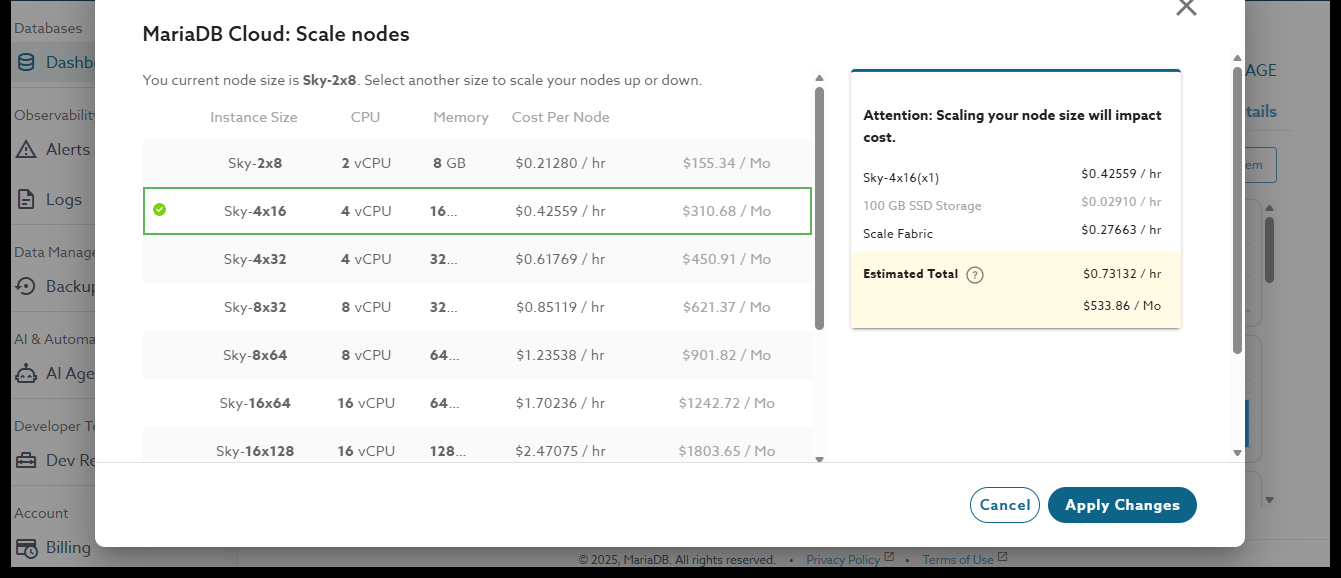 Databases
Dashb
Observability
Alerts
Logs
Data Manage
Backup
AI & Automa
AI Age
Developer To
Dev Re
Account
Billing
MariaDB Cloud: Scale nodes
You current node size is Sky-2x8. Select another size to scale your nodes up or down.
Instance Size CPU Memory Cost Per Node
Sky-2x8 2 vCPU 8 GB $0.21280 / hr $155.34 / Mo
Sky-4x16 4 vCPU 16... $0.42559 / hr $310.68 / Mo
Sky-4x32 4 vCPU 32... $0.61769 / hr $450.91 / Mo
Sky-8x32 8 vCPU 32... $0.85119 / hr $621.37 / Mo
Sky-8x64 8 vCPU 64... $1.23538 / hr $901.82 / Mo
Sky-16x64 16 vCPU 64... $1.70236 / hr $1242.72 / Mo
Sky-16x128 16 vCPU 128... $2.47075 / hr $1803.65 / Mo
Attention: Scaling your node size will impact
cost.
Sky-4x16(x1) $0.42559 / hr
100 GB SSD Storage $0.02910 / hr
Scale Fabric $0.27663 / hr
Estimated Total ? $0.73132 / hr
$533.86 / Mo
Cancel Apply Changes
AGE
tails
em
© 2025, MariaDB. All rights reserved. • Privacy Policy • Terms of Use